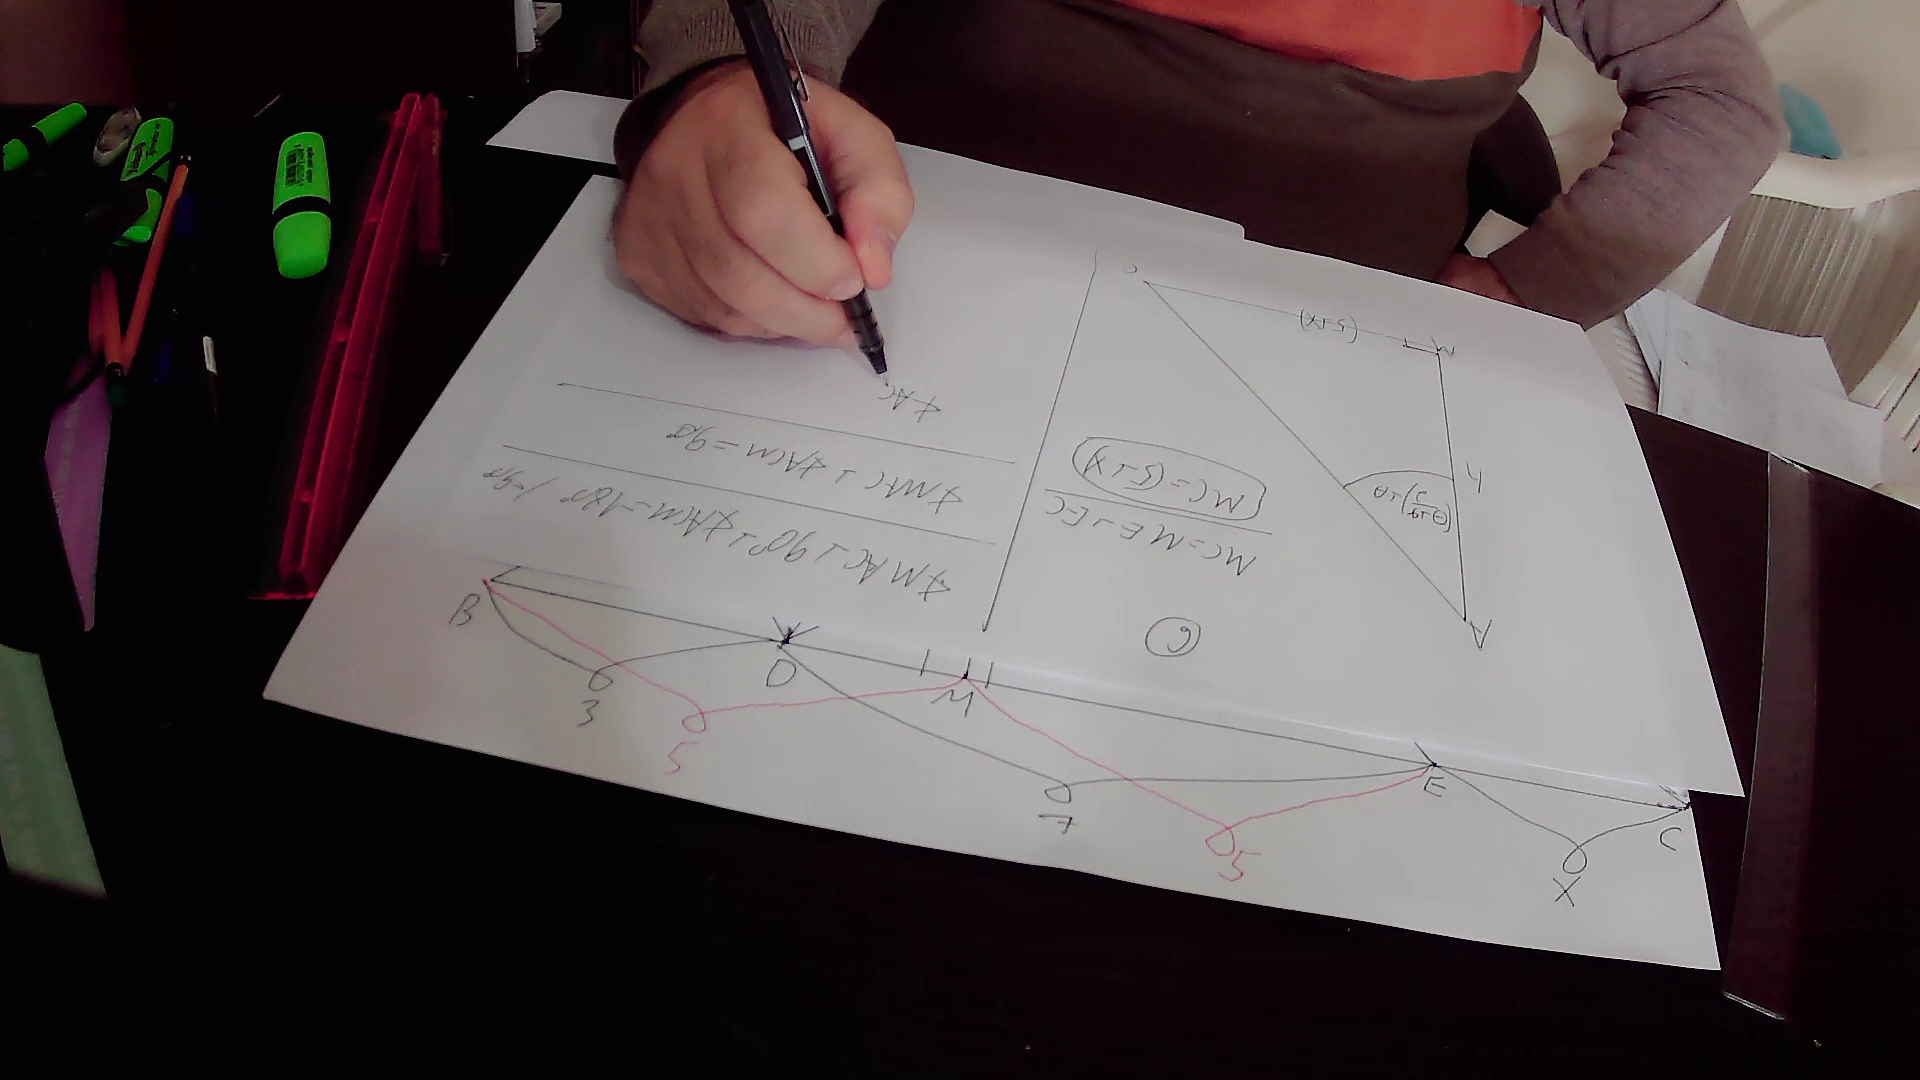 ∡MAC + 90° + ∡ACM = 180° /-90°
∡MAC + ∡ACM = 90°
∡AC
C
MC = ME + EC
MC = (5+X)
A
4
M
(5+X)
B
D
M
E
C
3
5
7
5
X